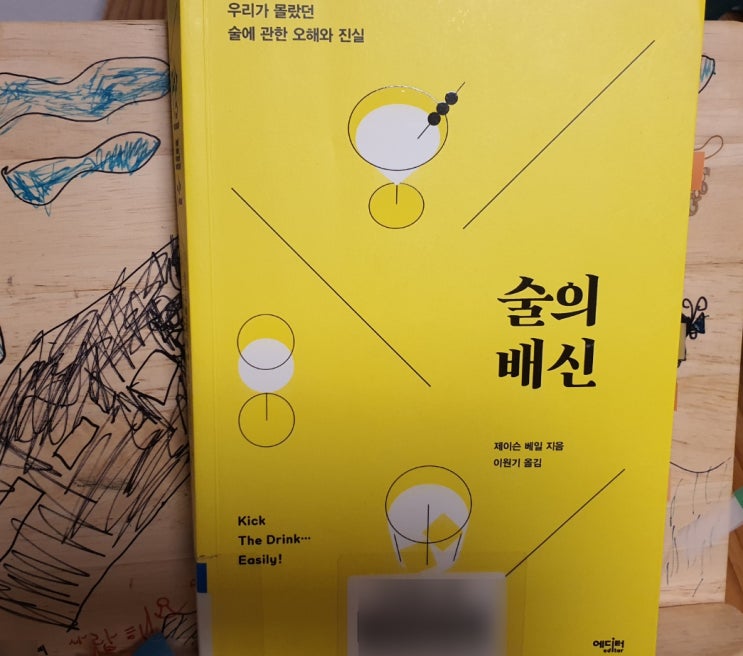 우리가 몰랐던
술에 관한 오해와 진실
술의
배신
제이슨 베일 지음
이원기 옮김
Kick
The Drink…
Easily!
에디터
editor